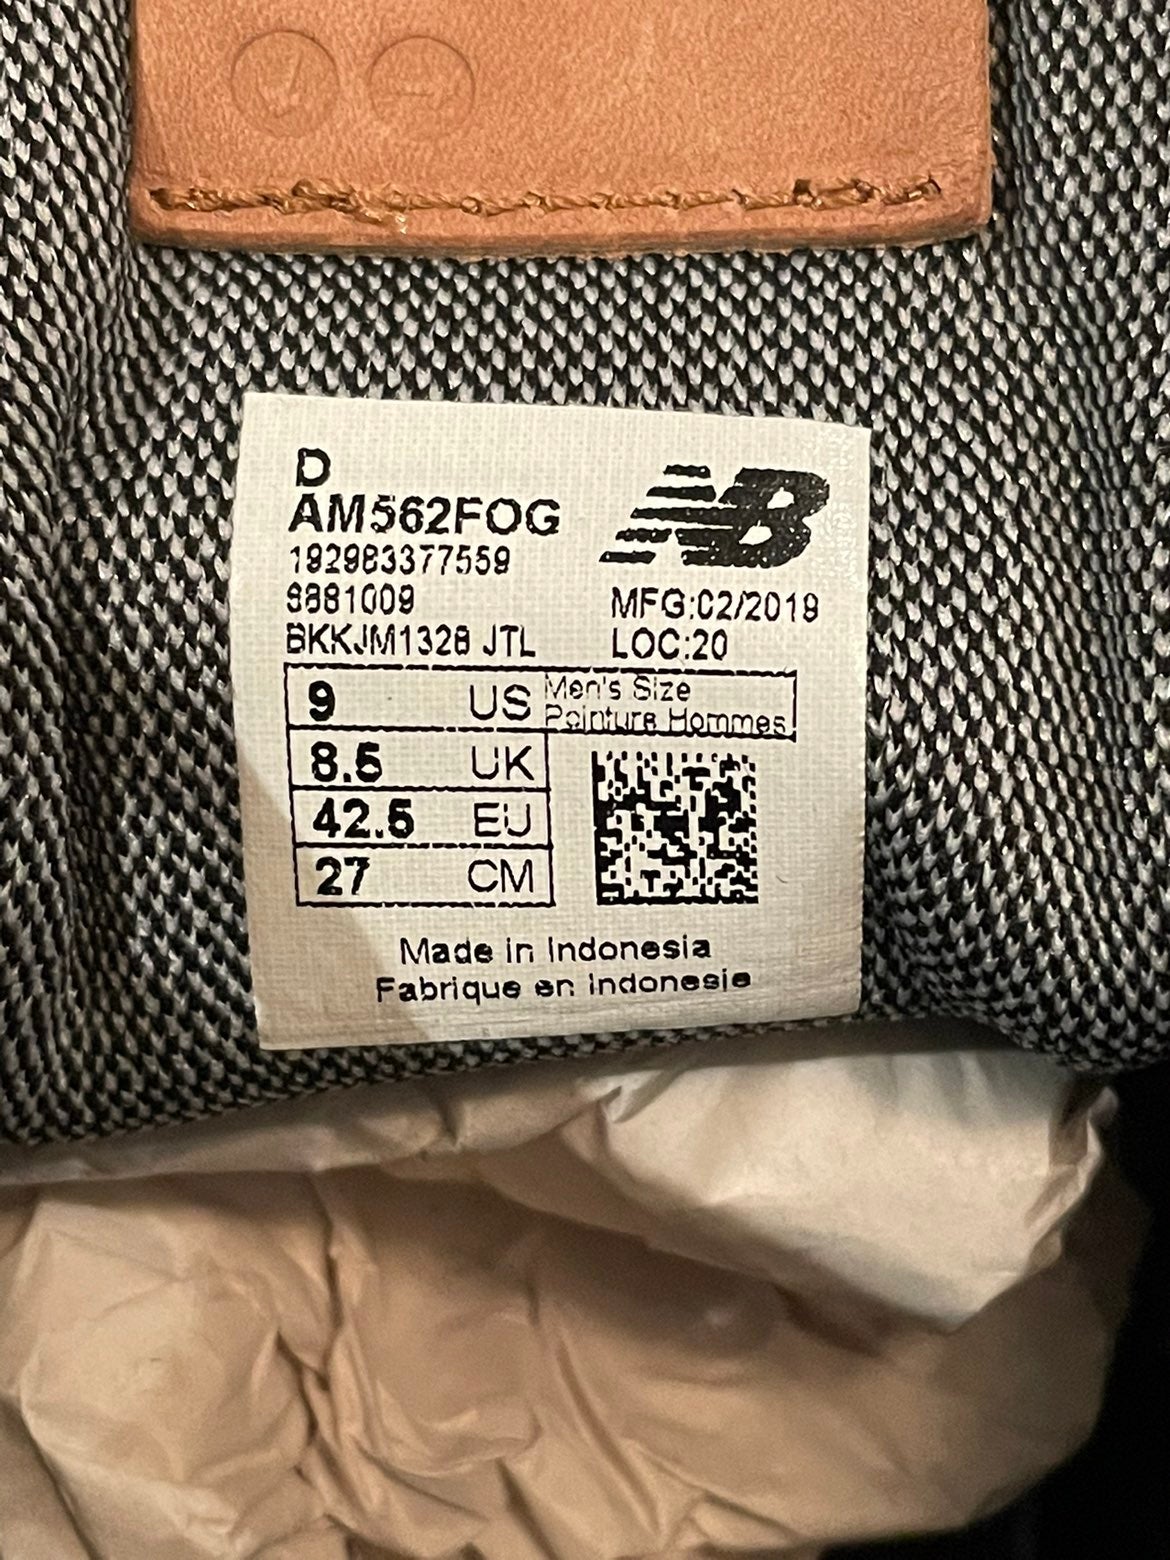 D
AM562FOG
NB
192983377559
MFG:02/2019
LOC:20
BKKJM1328 JTL
9 US Men's Size
Pointure Hommes
8.5 UK
42.5 EU
27 CM
Made in Indonesia
Fabrique en Indonesie